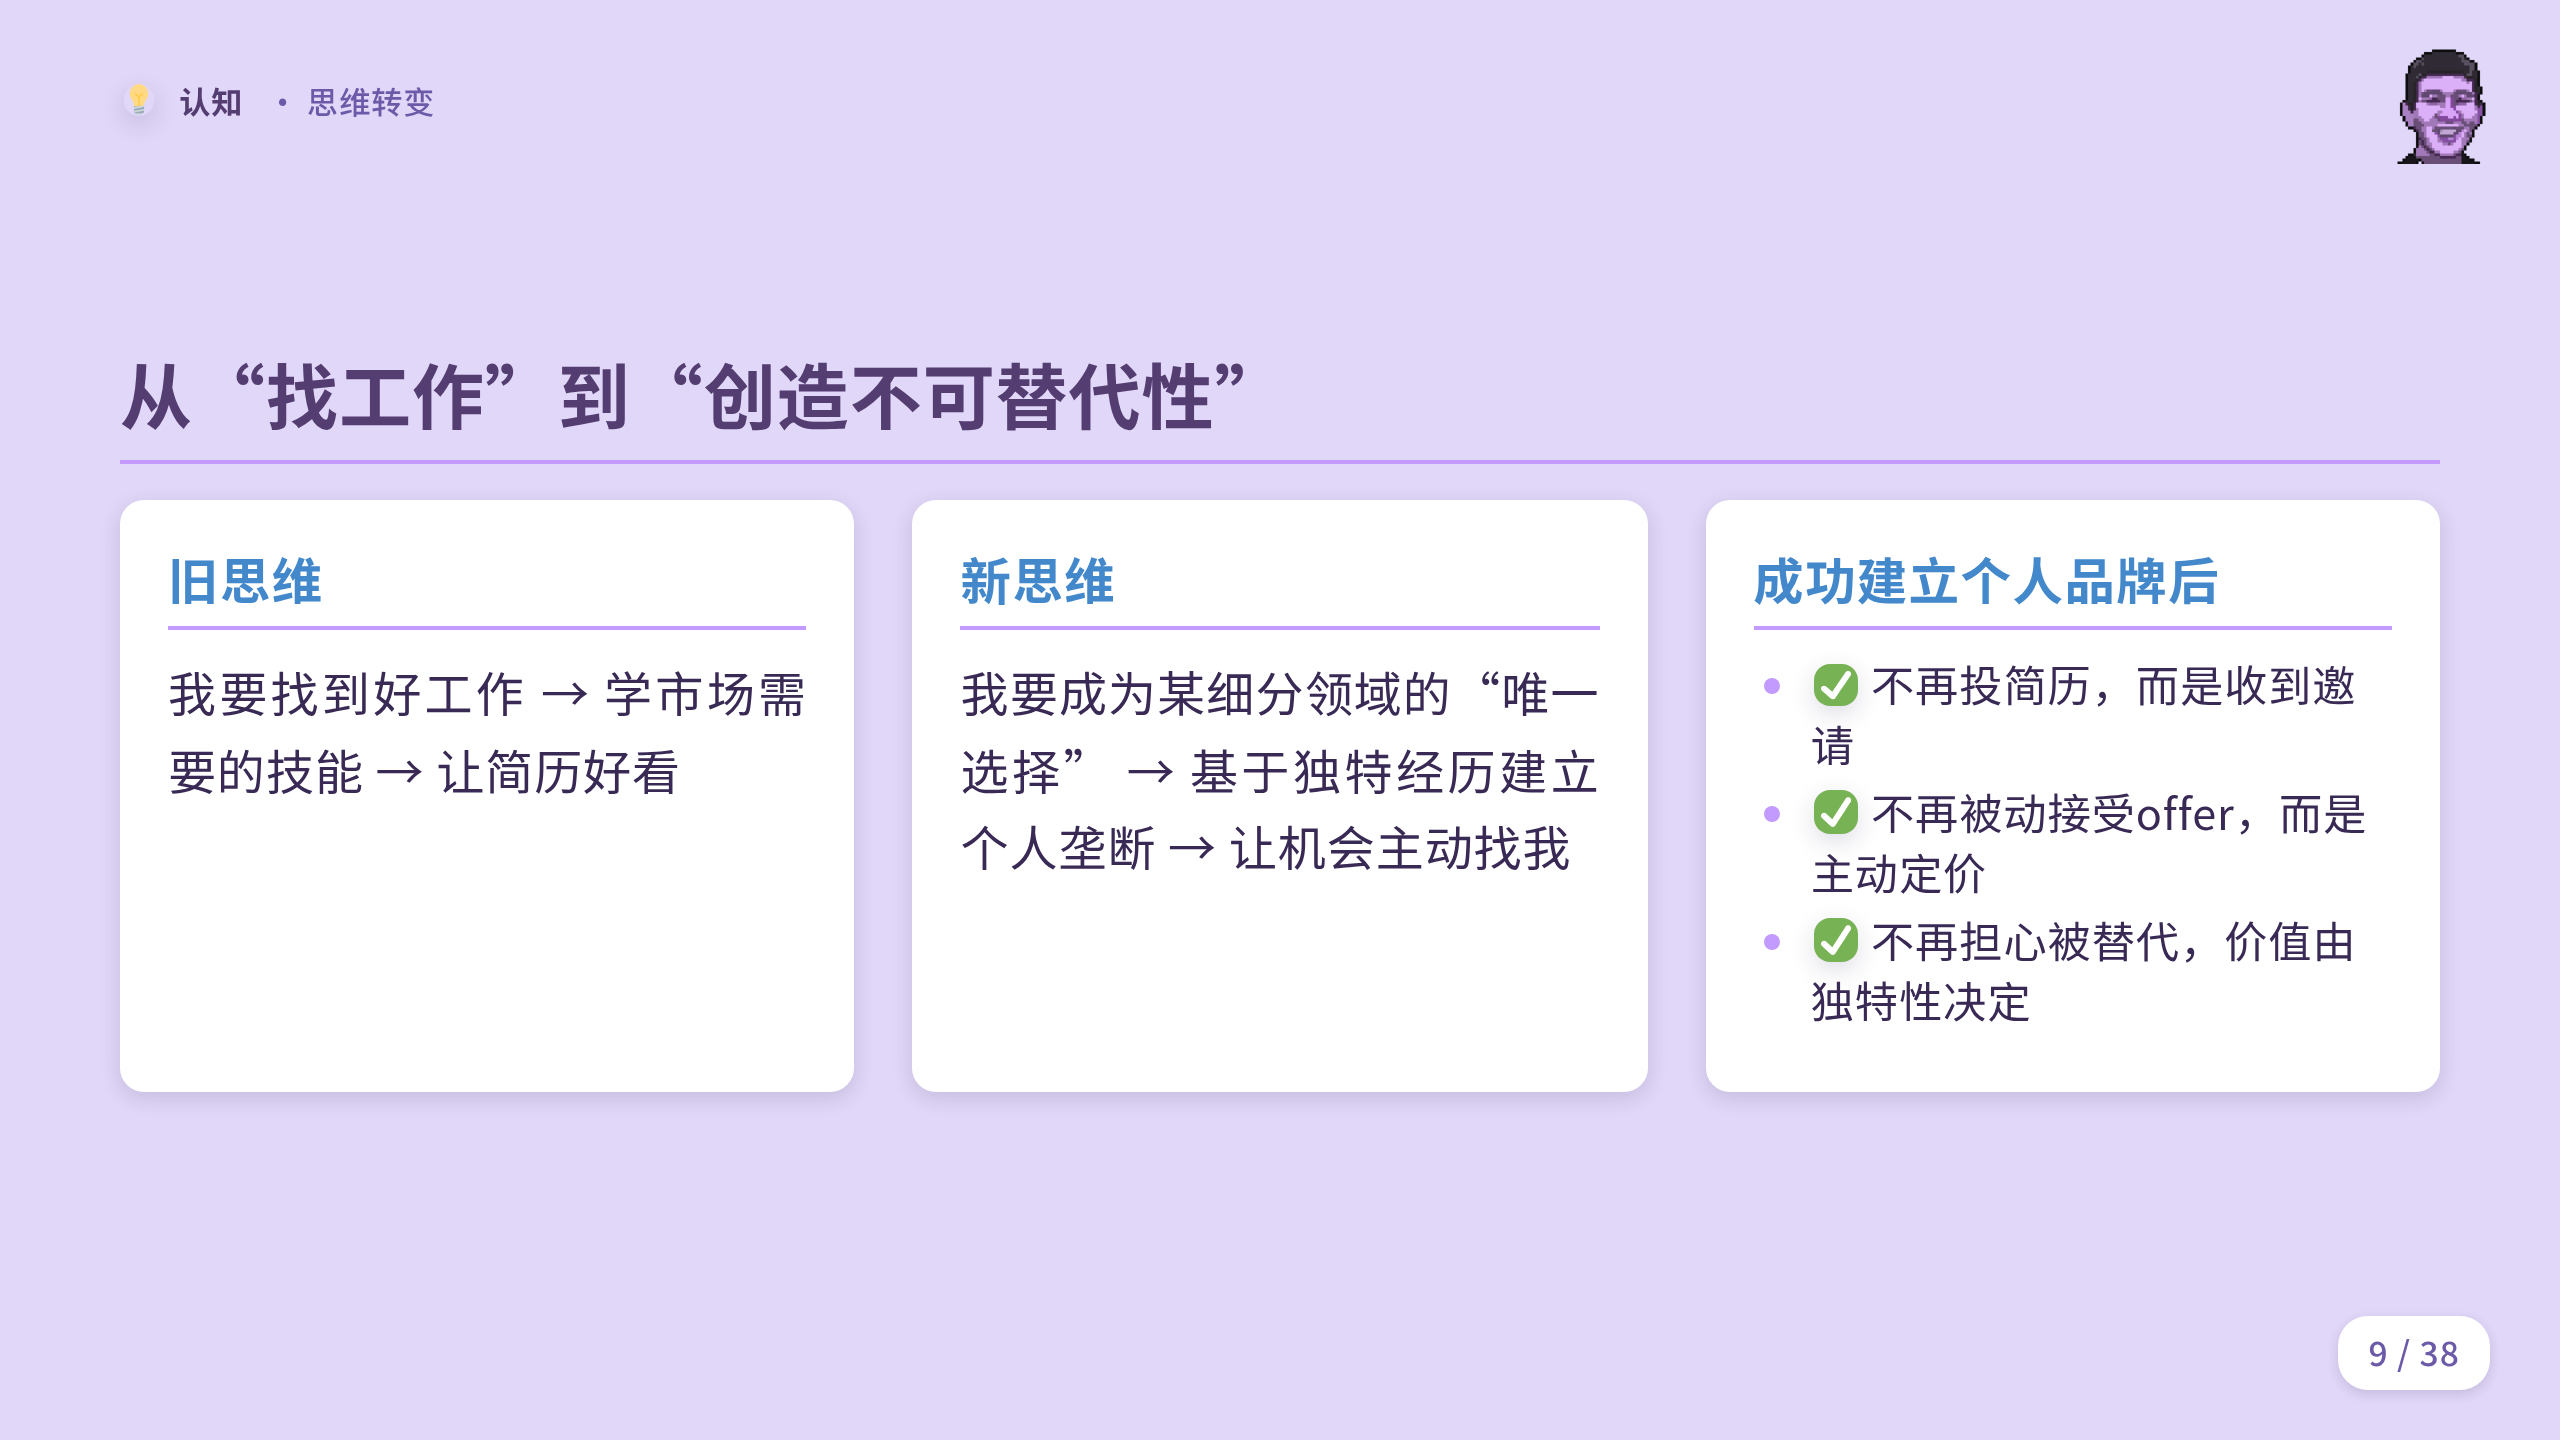 认知 • 思维转变
从“找工作”到“创造不可替代性”
旧思维
我要找到好工作 → 学市场需
要的技能 → 让简历好看
新思维
我要成为某细分领域的“唯一
选择” → 基于独特经历建立
个人垄断 → 让机会主动找我
成功建立个人品牌后
• ✅ 不再投简历，而是收到邀
请
• ✅ 不再被动接受offer，而是
主动定价
• ✅ 不再担心被替代，价值由
独特性决定
9 / 38